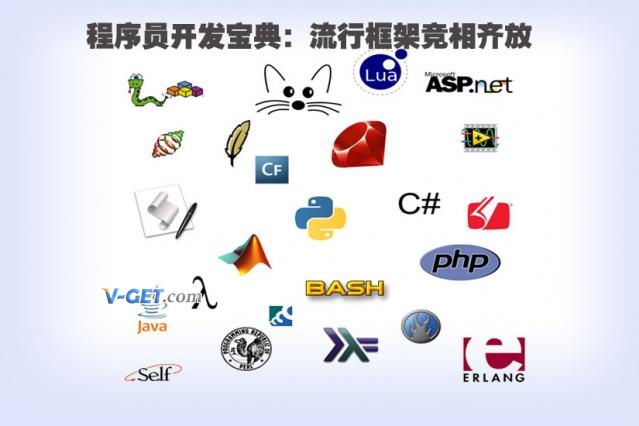 程序员开发宝典：流行框架竞相齐放
Lua
Microsoft
ASP.net
CF
C#
php
V-GET.com
λ
BASH
Java
PROGRAMMING REPUBLIC OF PERL
Self
e
ERLANG